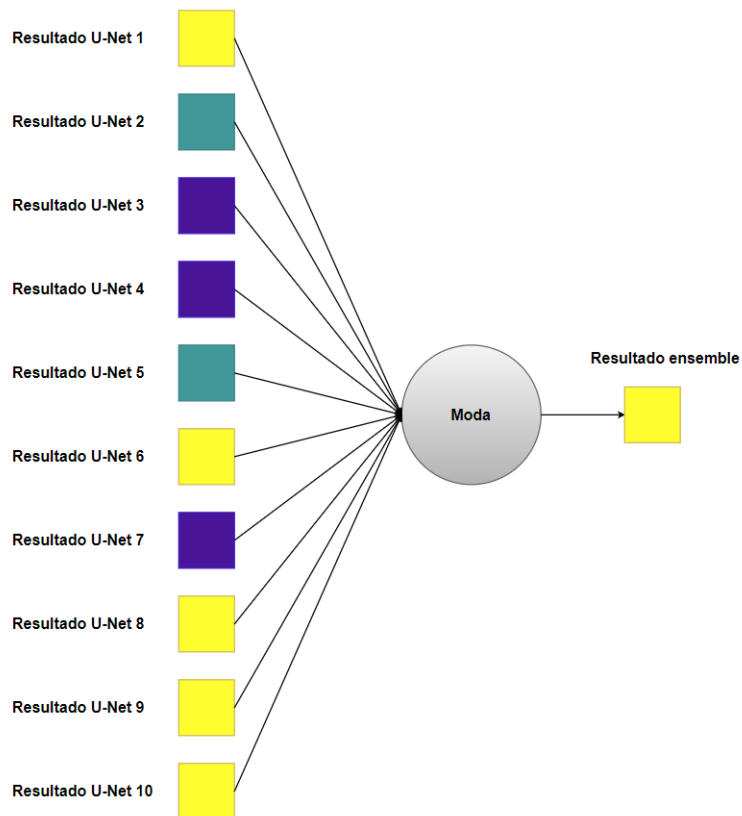 Resultado U-Net 1
Resultado U-Net 2
Resultado U-Net 3
Resultado U-Net 4
Resultado U-Net 5
Resultado U-Net 6
Resultado U-Net 7
Resultado U-Net 8
Resultado U-Net 9
Resultado U-Net 10
Moda
Resultado ensemble